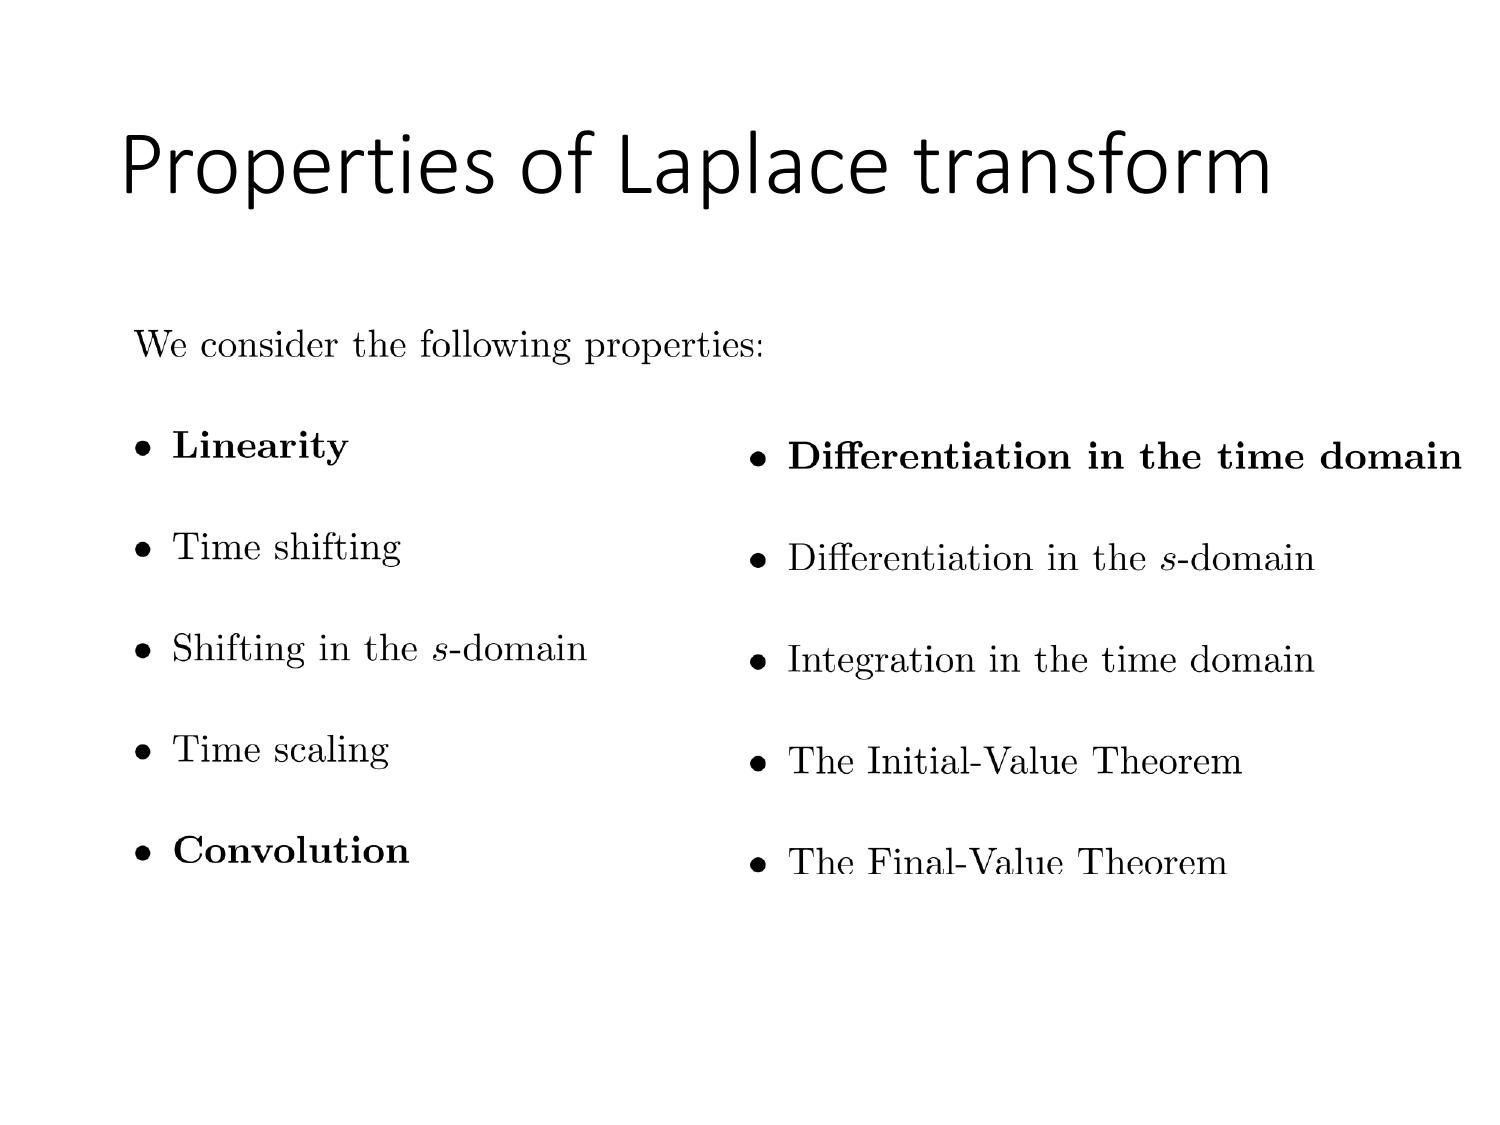 Properties of Laplace transform
We consider the following properties:
• Linearity
• Time shifting
• Shifting in the s-domain
• Time scaling
• Convolution
• Differentiation in the time domain
• Differentiation in the s-domain
• Integration in the time domain
• The Initial-Value Theorem
• The Final-Value Theorem